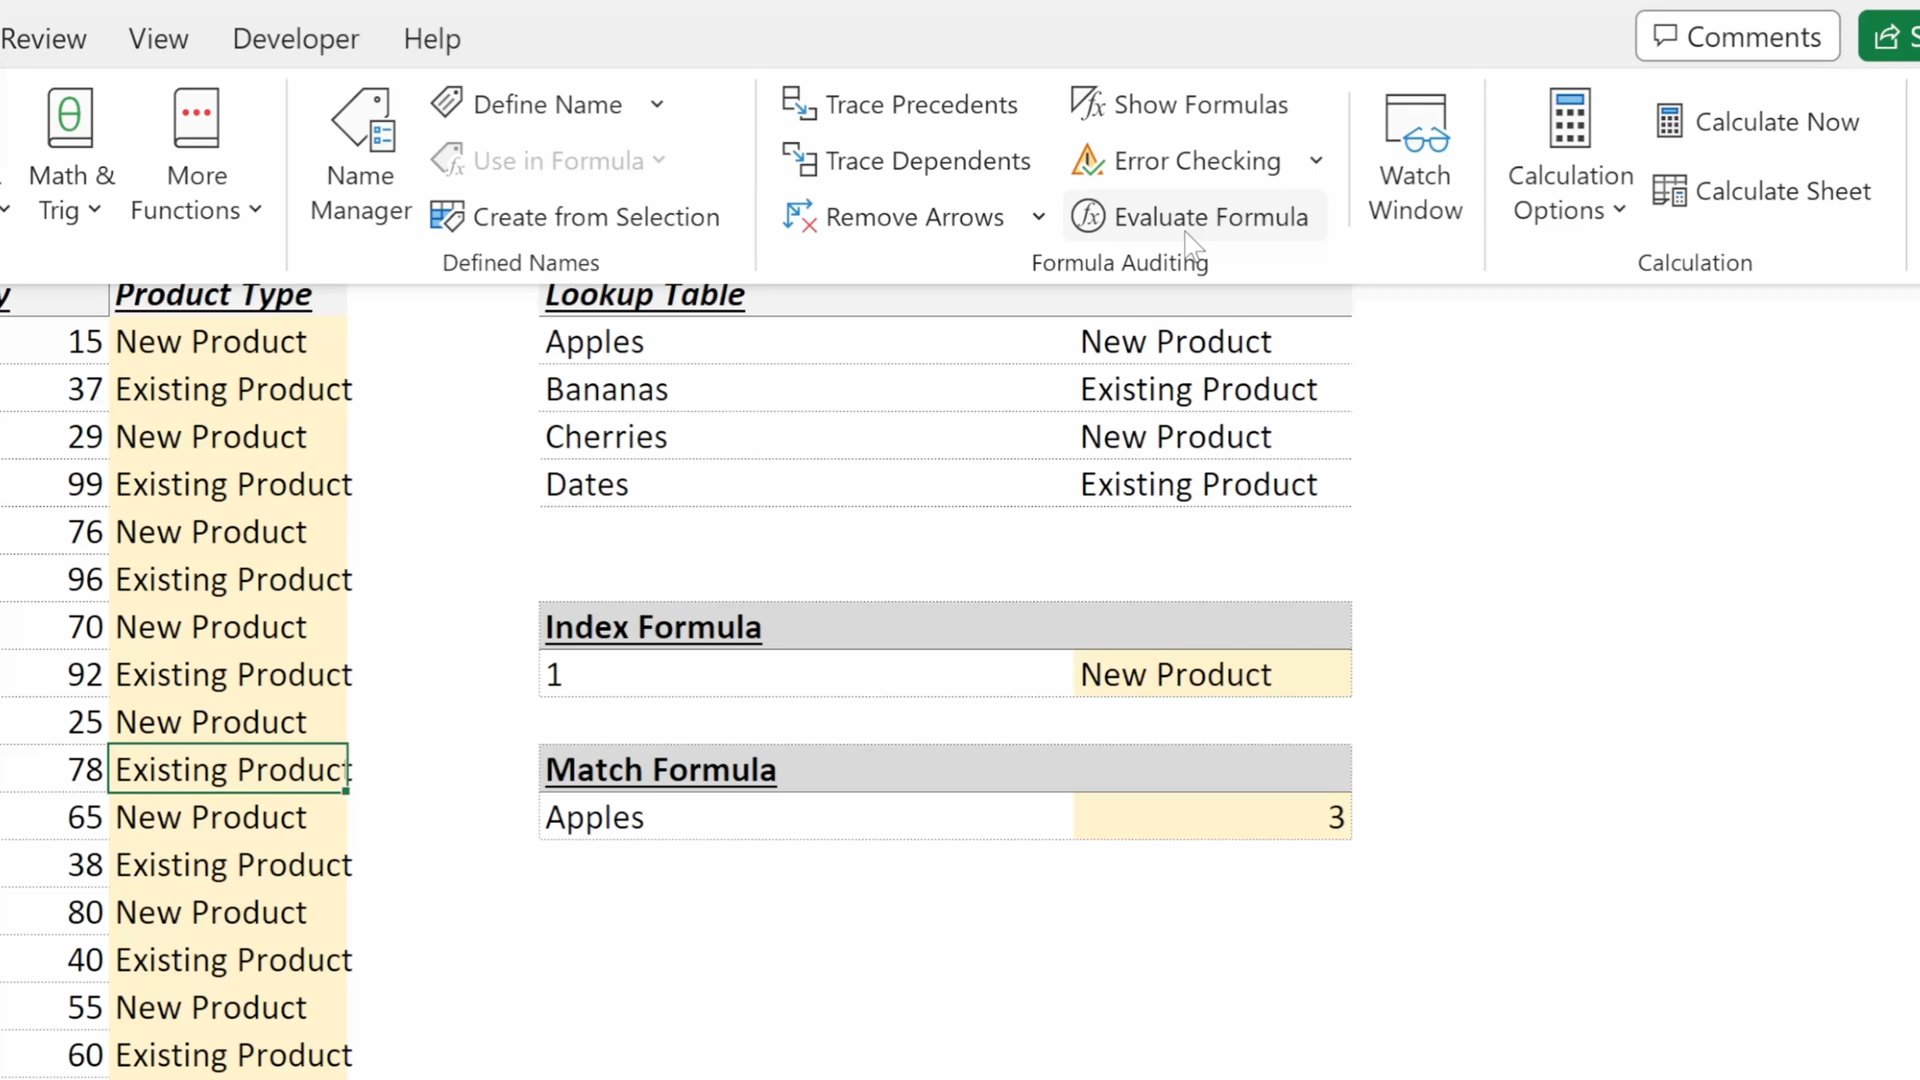 Review View Developer Help Comments
Math & Trig
More Functions
Name Manager
Define Name
Use in Formula
Create from Selection
Defined Names
Trace Precedents
Trace Dependents
Remove Arrows
Show Formulas
Error Checking
Evaluate Formula
Formula Auditing
Watch Window
Calculation Options
Calculate Now
Calculate Sheet
Calculation
y Product Type Lookup Table
15 New Product Apples New Product
37 Existing Product Bananas Existing Product
29 New Product Cherries New Product
99 Existing Product Dates Existing Product
76 New Product
96 Existing Product
70 New Product Index Formula
92 Existing Product 1 New Product
25 New Product
78 Existing Product Match Formula
65 New Product Apples 3
38 Existing Product
80 New Product
40 Existing Product
55 New Product
60 Existing Product